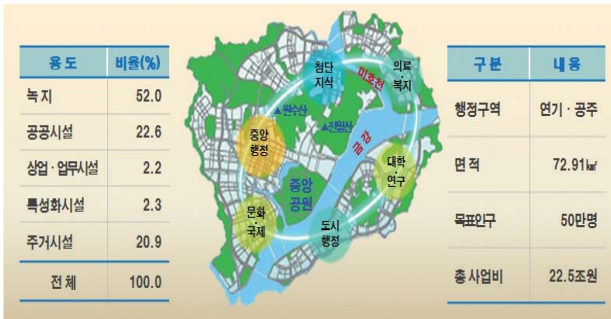 용 도 비율(%)
녹 지 52.0
공공시설 22.6
상업·업무시설 2.2
특성화시설 2.3
주거시설 20.9
전 체 100.0
첨단
지식
의료·
복지
미호천
▲원수산
▲전월산
중앙
행정
금강
대학
·연구
중앙
공원
문화·
국제
도시
행정
구 분 내 용
행정구역 연기·공주
면 적 72.91㎢
목표인구 50만명
총사업비 22.5조원